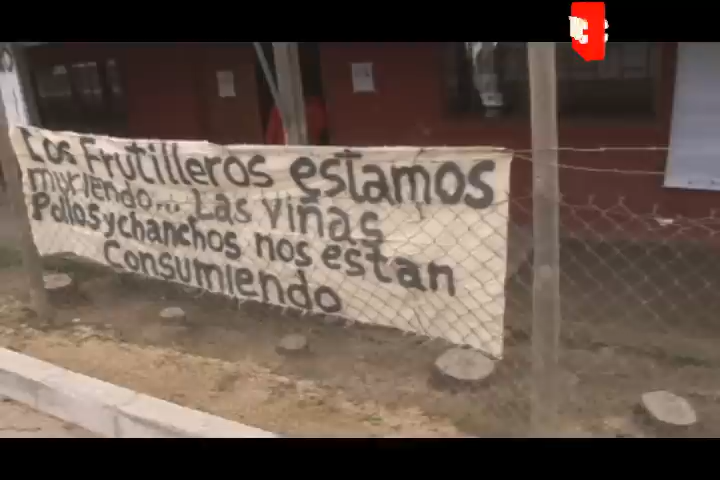 Los Frutilleros estamos
muriendo... Las viñas
Pollos y chanchos nos estan
Consumiendo